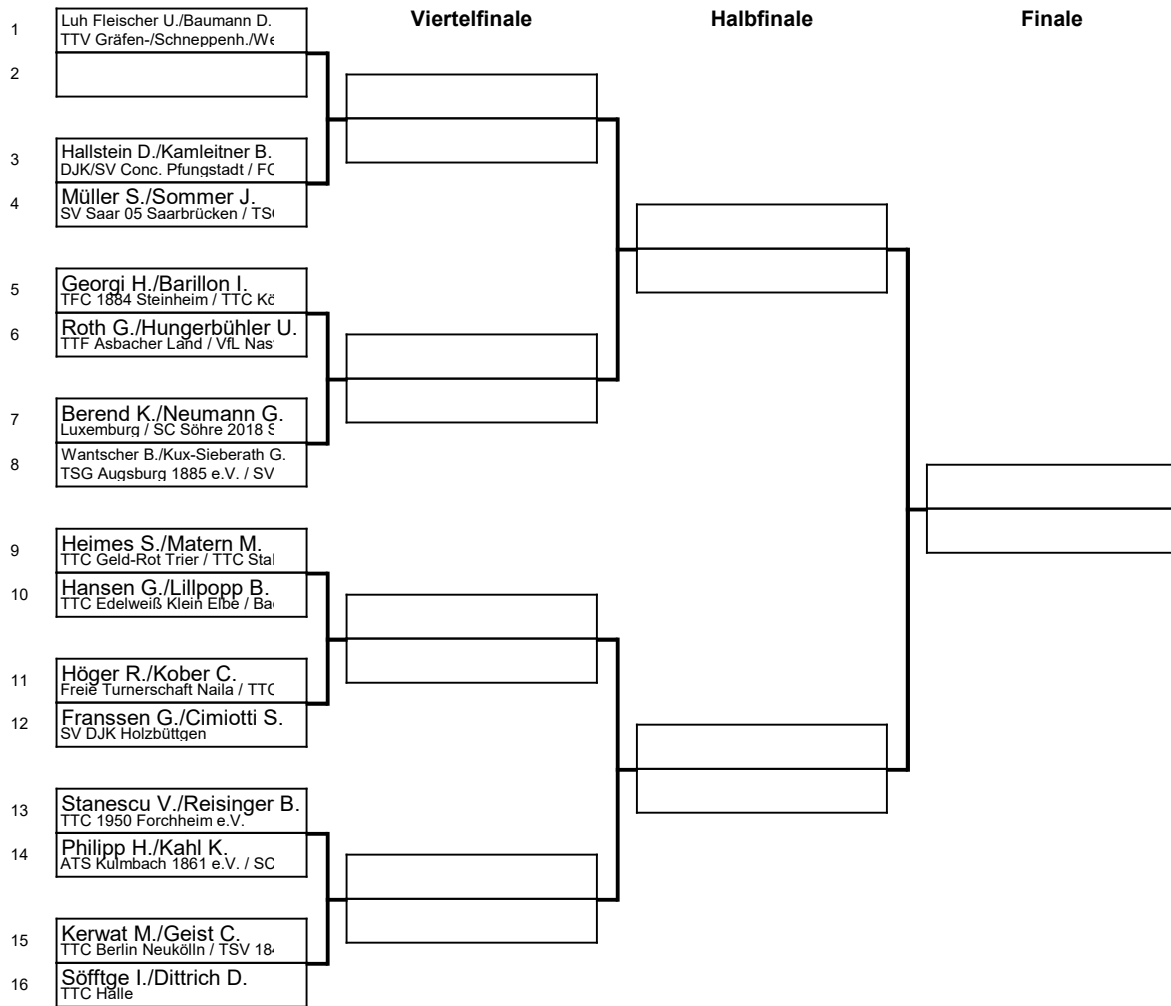 Viertelfinale Halbfinale Finale
1 Luh Fleischer U./Baumann D.
TTV Gräfen-/Schneppenh./We
2
3 Hallstein D./Kamleitner B.
DJK/SV Conc. Pfungstadt / FC
4 Müller S./Sommer J.
SV Saar 05 Saarbrücken / TS
5 Georgi H./Barillon I.
TFC 1884 Steinheim / TTC Kö
6 Roth G./Hungerbühler U.
TTF Asbacher Land / VfL Nas
7 Berend K./Neumann G.
Luxemburg / SC Söhre 2018 S
8 Wantscher B./Kux-Sieberath G.
TSG Augsburg 1885 e.V. / SV
9 Heimes S./Matern M.
TTC Geld-Rot Trier / TTC Sta
10 Hansen G./Lillpopp B.
TTC Edelweiß Klein Elbe / Ba
11 Höger R./Kober C.
Freie Turnerschaft Naila / TTC
12 Franssen G./Cimiotti S.
SV DJK Holzbüttgen
13 Stanescu V./Reisinger B.
TTC 1950 Forchheim e.V.
14 Philipp H./Kahl K.
ATS Kulmbach 1861 e.V. / SC
15 Kerwat M./Geist C.
TTC Berlin Neukölln / TSV 18
16 Söfftge I./Dittrich D.
TTC Halle